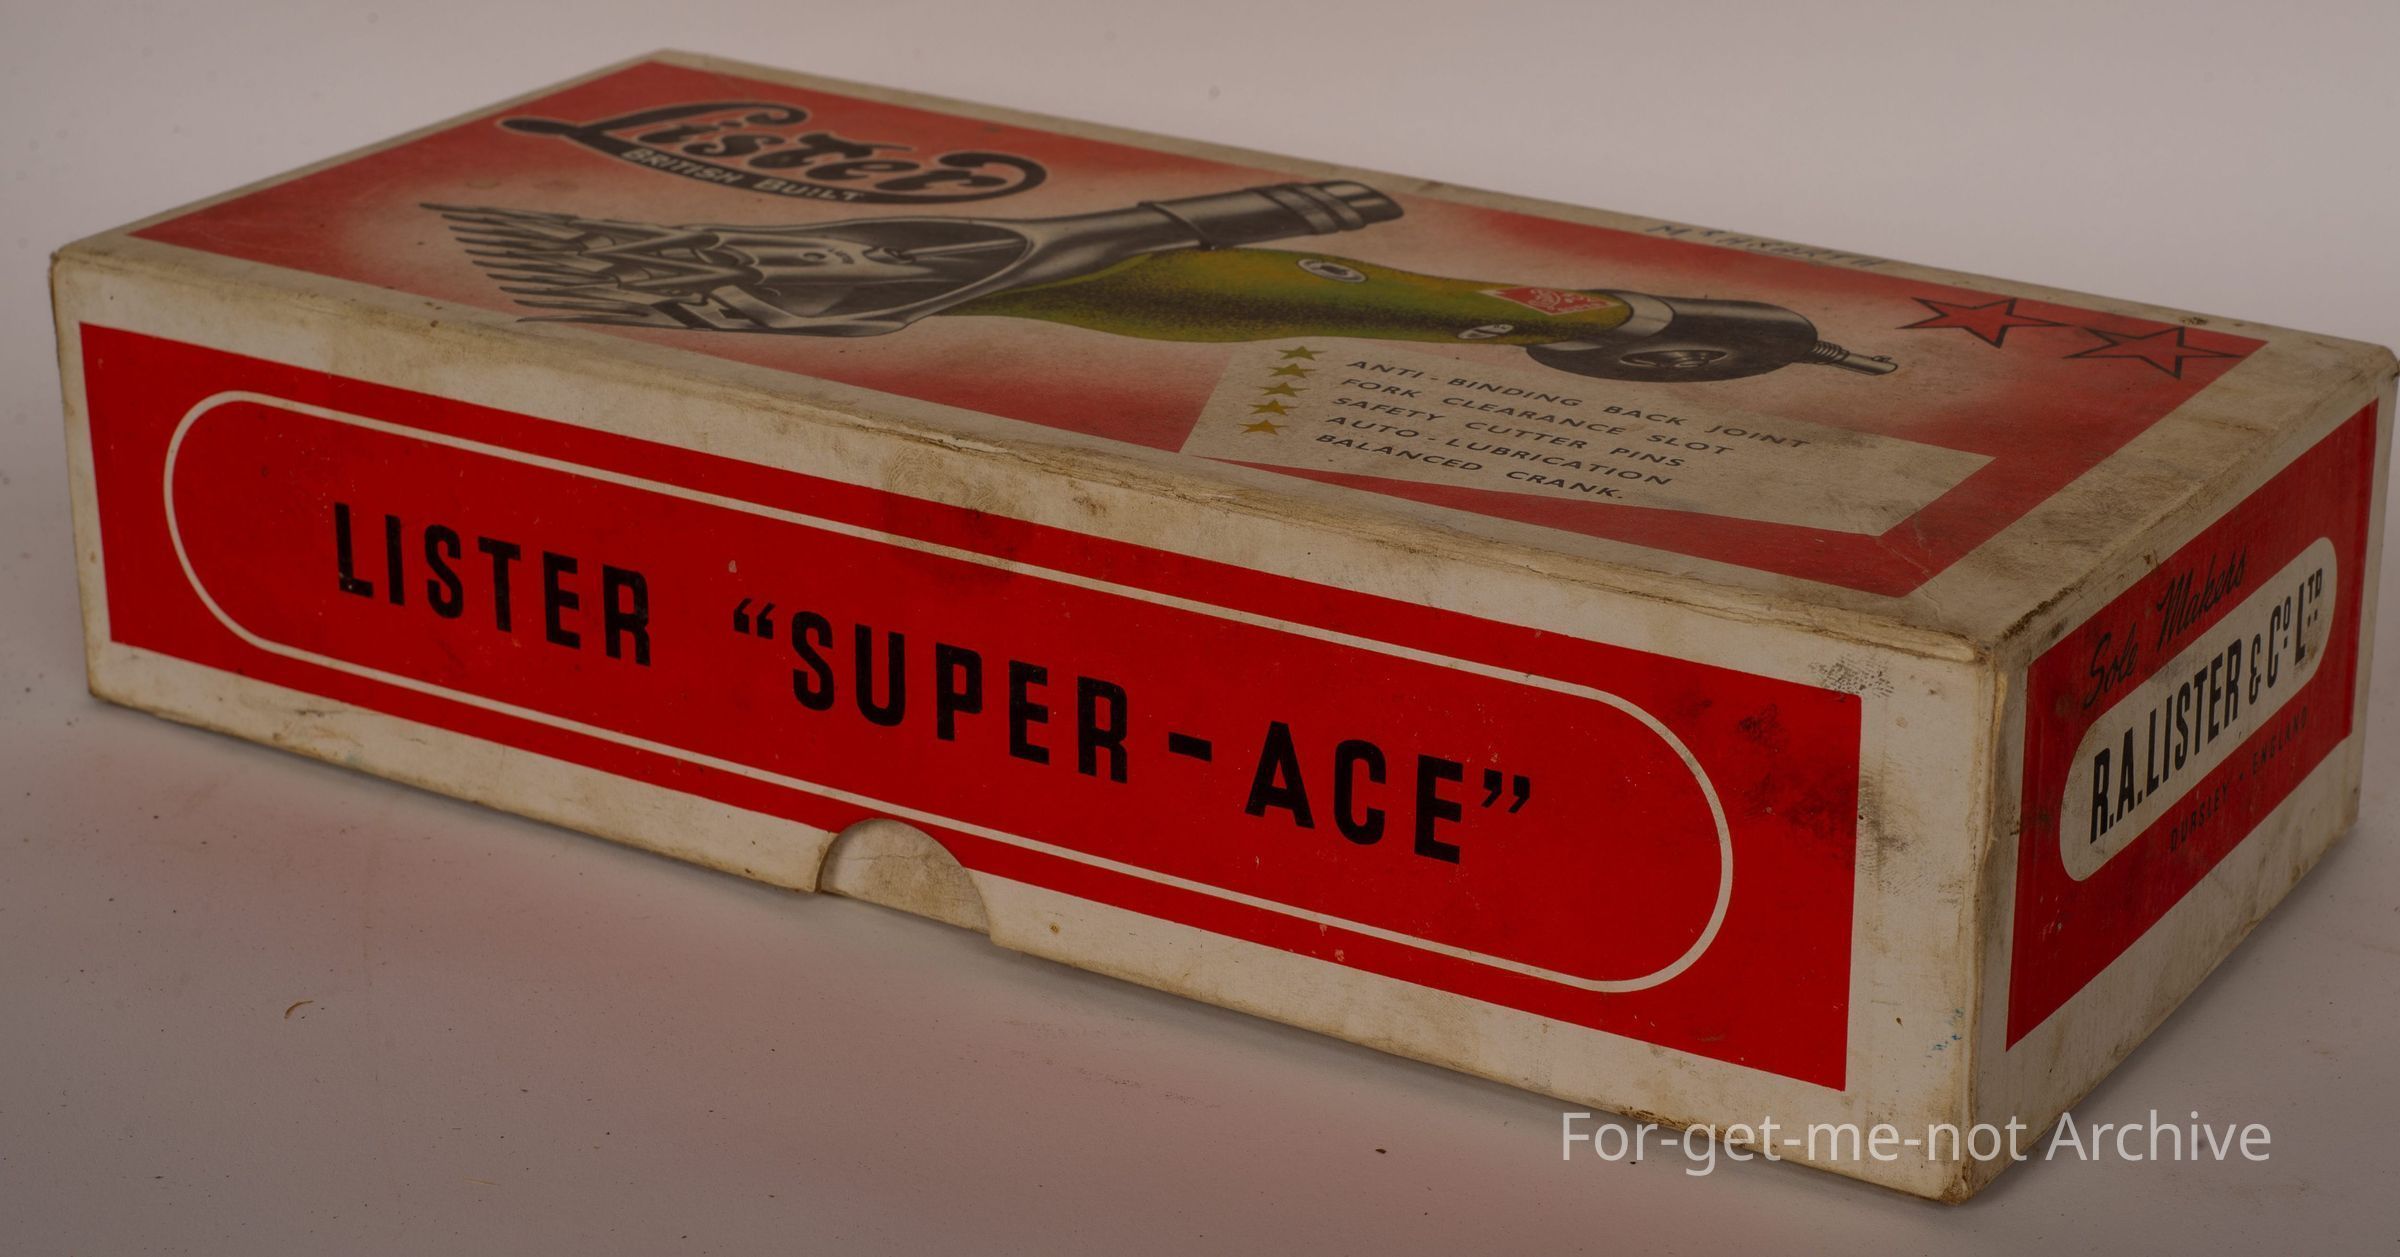 Lister
BRITISH BUILT
ANTI-BINDING BACK JOINT
FORK CLEARANCE SLOT
SAFETY CUTTER PINS
AUTO-LUBRICATION
BALANCED CRANK.
LISTER “SUPER-ACE”
Sole Makers
R.A.LISTER & Cº LTD
DURSLEY - ENGLAND
For-get-me-not Archive